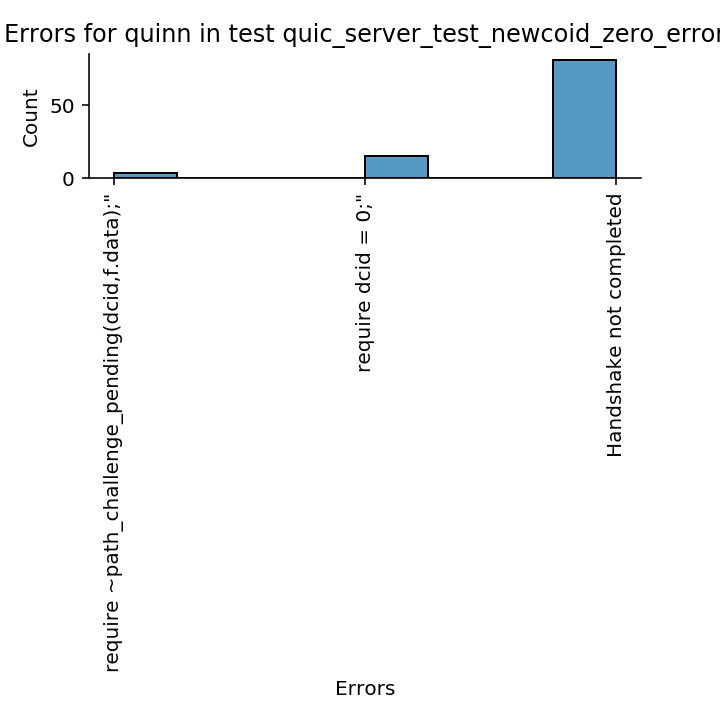 Errors for quinn in test quic_server_test_newcoid_zero_error
Count
50
0
require ~path_challenge_pending(dcid,f.data);"
require dcid = 0;"
Handshake not completed
Errors